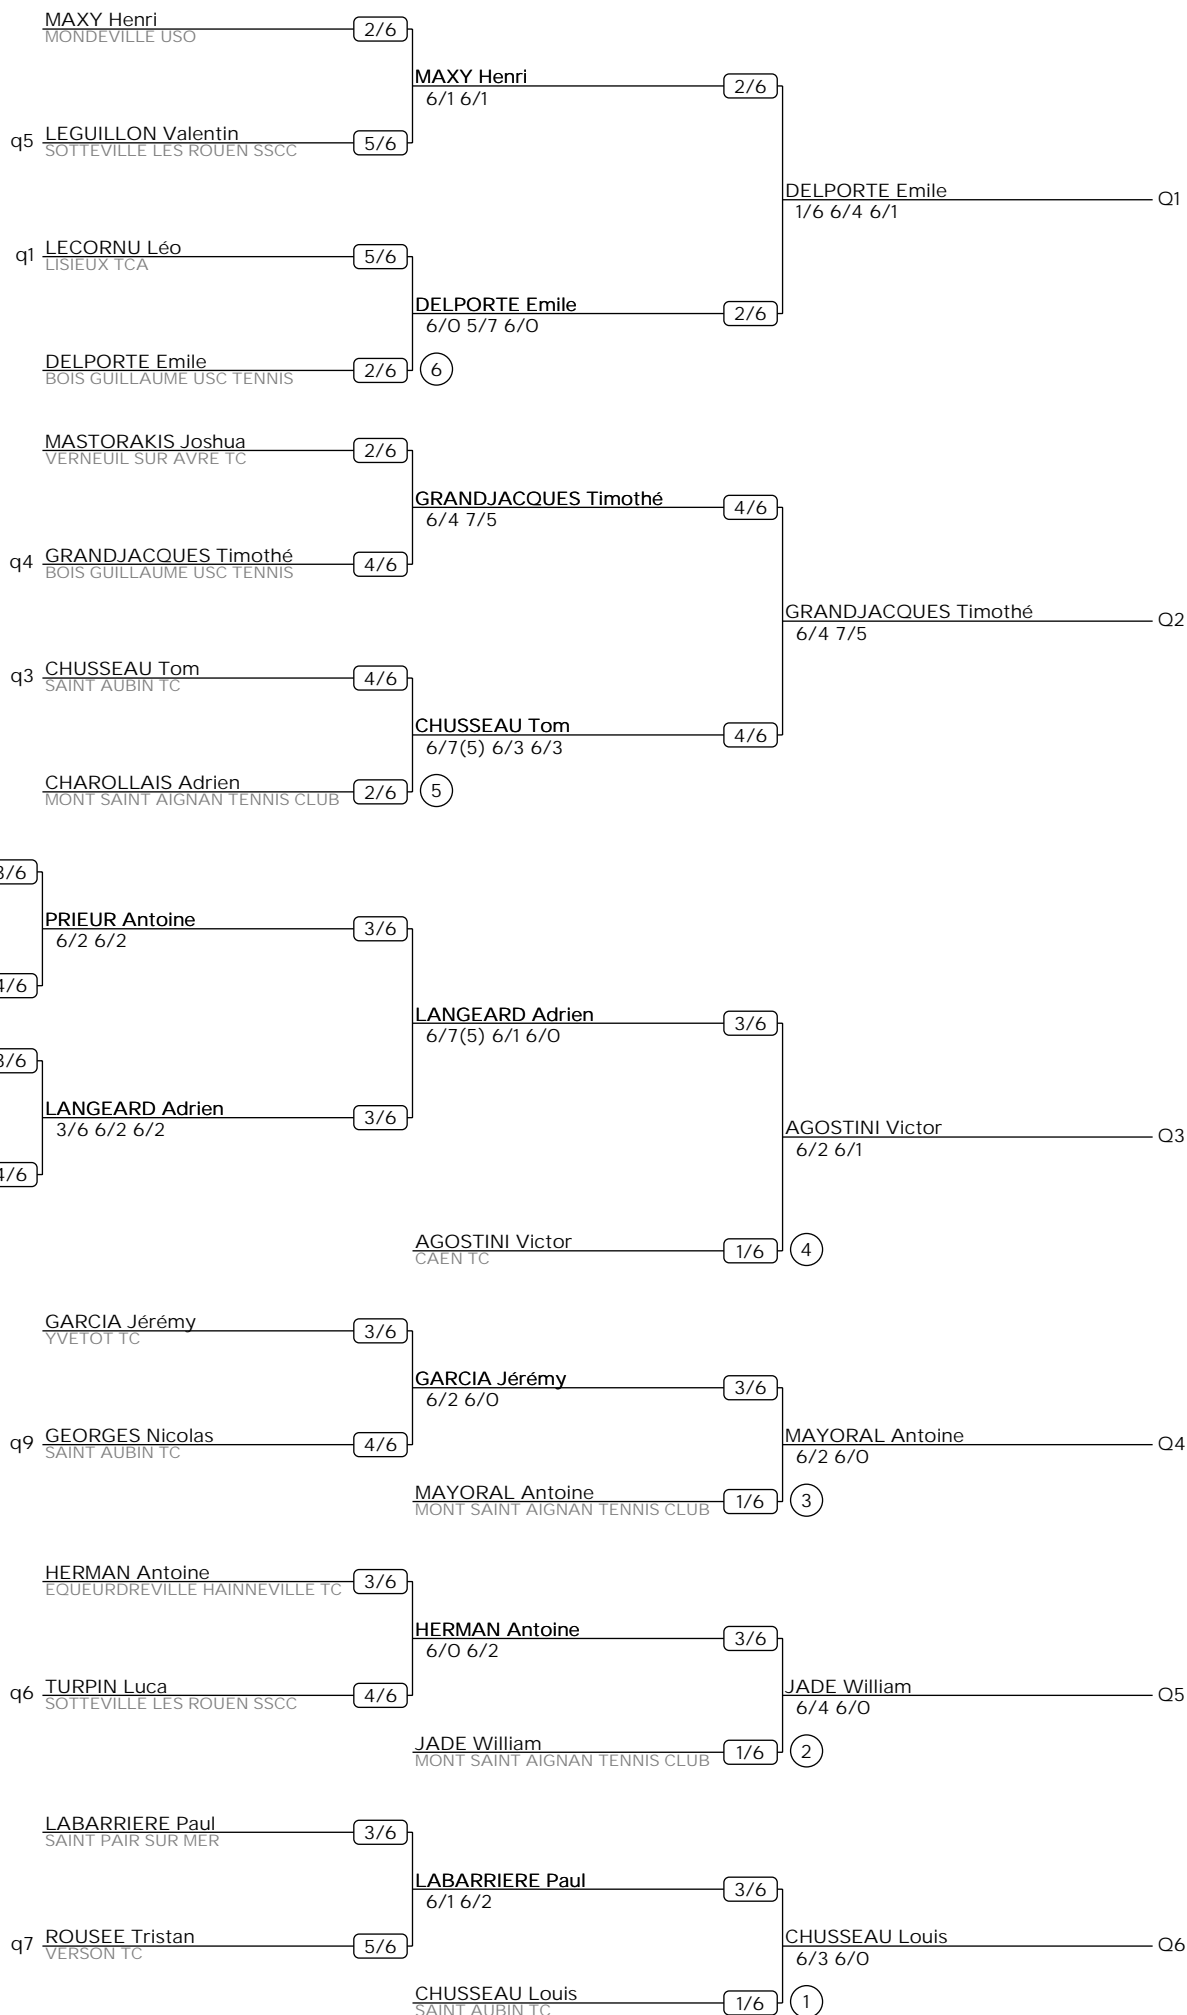 MAXY Henri
MONDEVILLE USO
2/6
MAXY Henri
6/1 6/1
2/6
q5 LEGUILLON Valentin
SOTTEVILLE LES ROUEN SSCC
5/6
DELPORTE Emile
1/6 6/4 6/1
Q1
q1 LECORNU Léo
LISIEUX TCA
5/6
DELPORTE Emile
6/0 5/7 6/0
2/6
DELPORTE Emile
BOIS GUILLAUME USC TENNIS
2/6
6
MASTORAKIS Joshua
VERNEUIL SUR AVRE TC
2/6
GRANDJACQUES Timothé
6/4 7/5
4/6
q4 GRANDJACQUES Timothé
BOIS GUILLAUME USC TENNIS
4/6
GRANDJACQUES Timothé
6/4 7/5
Q2
q3 CHUSSEAU Tom
SAINT AUBIN TC
4/6
CHUSSEAU Tom
6/7(5) 6/3 6/3
4/6
CHAROLLAIS Adrien
MONT SAINT AIGNAN TENNIS CLUB
2/6
5
3/6
PRIEUR Antoine
6/2 6/2
3/6
4/6
LANGEARD Adrien
6/7(5) 6/1 6/0
3/6
3/6
LANGEARD Adrien
3/6 6/2 6/2
3/6
4/6
AGOSTINI Victor
6/2 6/1
Q3
AGOSTINI Victor
CAEN TC
1/6
4
GARCIA Jérémy
YVETOT TC
3/6
GARCIA Jérémy
6/2 6/0
3/6
q9 GEORGES Nicolas
SAINT AUBIN TC
4/6
MAYORAL Antoine
6/2 6/0
Q4
MAYORAL Antoine
MONT SAINT AIGNAN TENNIS CLUB
1/6
3
HERMAN Antoine
EQUEURDREVILLE HAINNEVILLE TC
3/6
HERMAN Antoine
6/0 6/2
3/6
q6 TURPIN Luca
SOTTEVILLE LES ROUEN SSCC
4/6
JADE William
6/4 6/0
Q5
JADE William
MONT SAINT AIGNAN TENNIS CLUB
1/6
2
LABARRIERE Paul
SAINT PAIR SUR MER
3/6
LABARRIERE Paul
6/1 6/2
3/6
q7 ROUSEE Tristan
VERSON TC
5/6
CHUSSEAU Louis
6/3 6/0
Q6
CHUSSEAU Louis
SAINT AUBIN TC
1/6
1